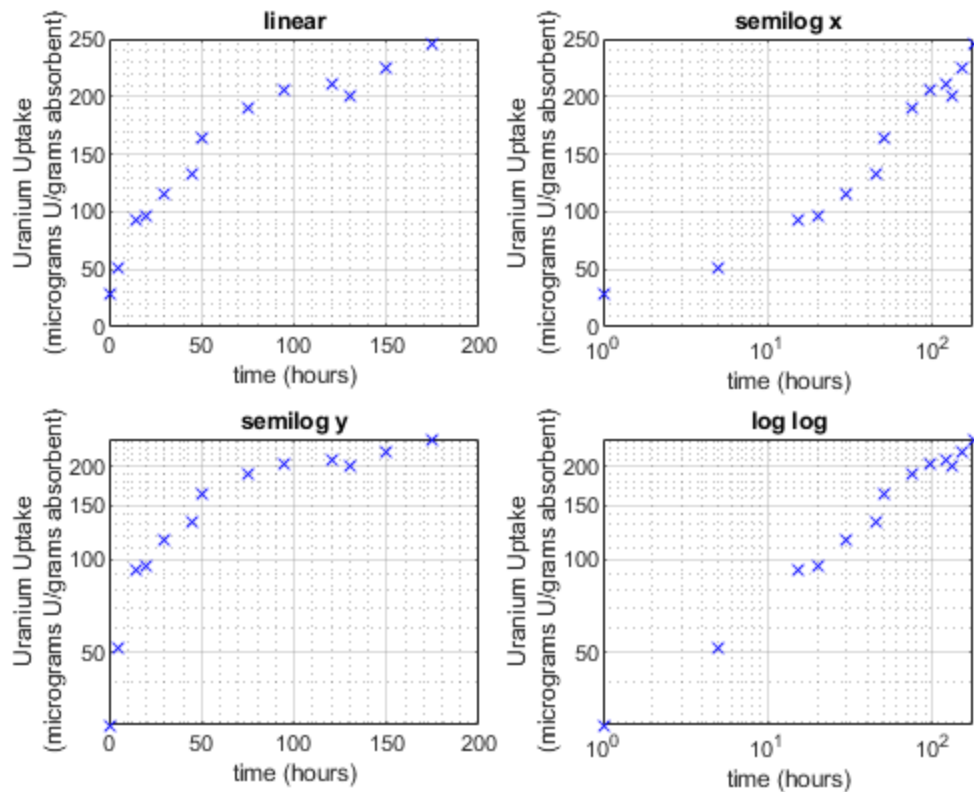 linear
250
200
150
100
50
0
Uranium Uptake
(micrograms U/grams absorbent)
0 50 100 150 200
time (hours)
semilog x
250
200
150
100
50
0
Uranium Uptake
(micrograms U/grams absorbent)
10^0 10^1 10^2
time (hours)
semilog y
200
150
100
50
Uranium Uptake
(micrograms U/grams absorbent)
0 50 100 150 200
time (hours)
log log
200
150
100
50
Uranium Uptake
(micrograms U/grams absorbent)
10^0 10^1 10^2
time (hours)